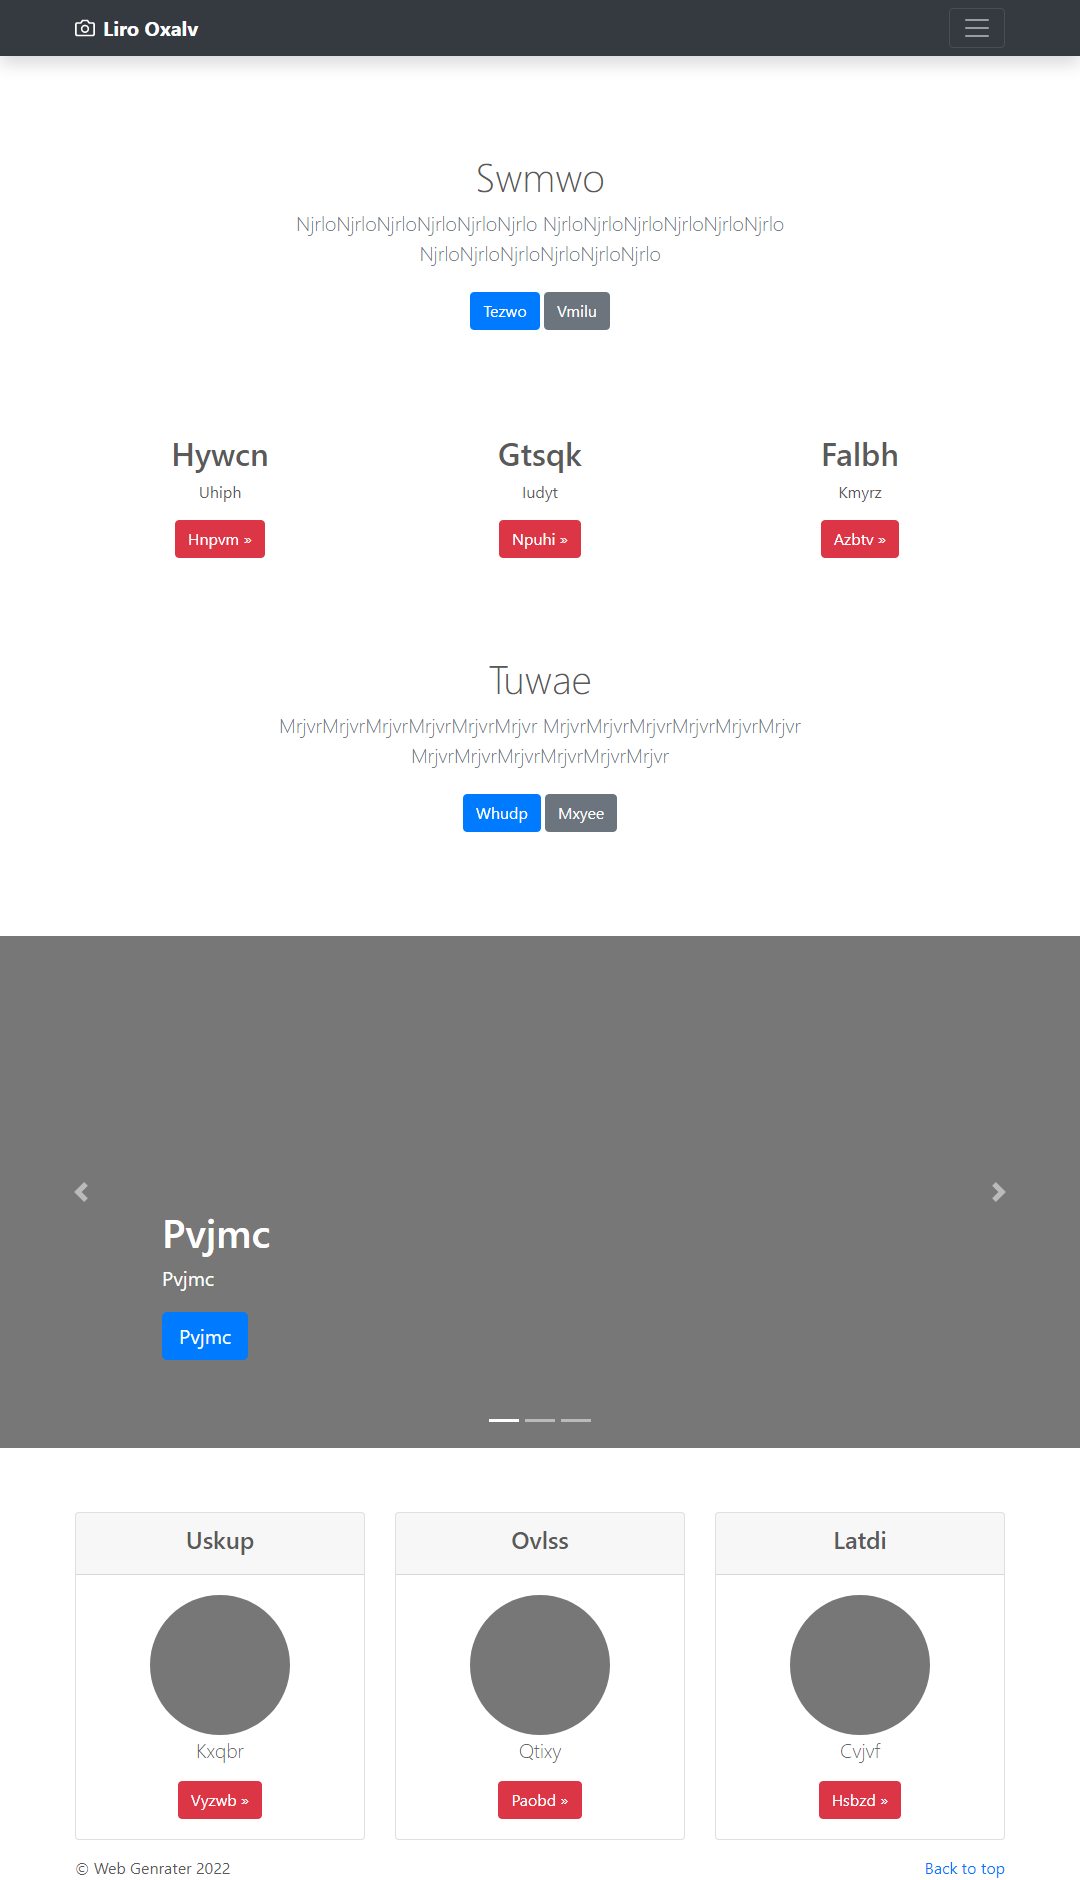 Liro Oxalv
Swmwo
NjrloNjrloNjrloNjrloNjrloNjrlo NjrloNjrloNjrloNjrloNjrloNjrlo
NjrloNjrloNjrloNjrloNjrloNjrlo
Tezwo Vmilu
Hywcn Gtsqk Falbh
Uhiph Iudyt Kmyrz
Hnpvm » Npuhi » Azbtv »
Tuwae
MrjvrMrjvrMrjvrMrjvrMrjvrMrjvr MrjvrMrjvrMrjvrMrjvrMrjvrMrjvr
MrjvrMrjvrMrjvrMrjvrMrjvrMrjvr
Whudp Mxyee
Pvjmc
Pvjmc
Pvjmc
Uskup Ovlss Latdi
Kxqbr Qtixy Cvjvf
Vyzwb » Paobd » Hsbzd »
© Web Genrater 2022 Back to top